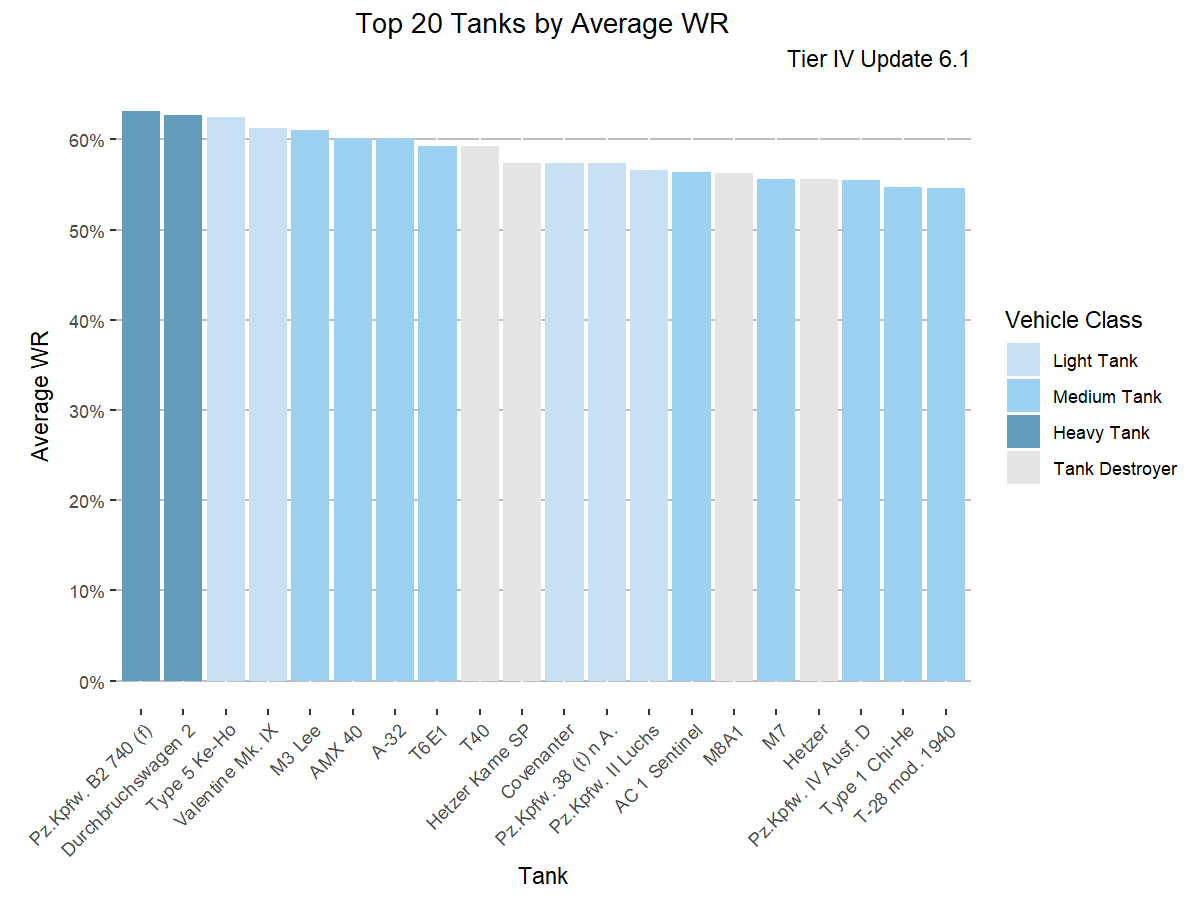 Top 20 Tanks by Average WR
Tier IV Update 6.1
60%
50%
40%
30%
20%
10%
0%
Average WR
Pz.Kpfw. B2 740 (f)
Durchbruchswagen 2
Type 5 Ke-Ho
Valentine Mk. IX
M3 Lee
AMX 40
A-32
T6E1
T40
Hetzer Kame SP
Covenanter
Pz.Kpfw. 38 (t) n.A.
Pz.Kpfw. II Luchs
AC 1 Sentinel
M8A1
M7
Hetzer
Pz.Kpfw. IV Ausf. D
Type 1 Chi-He
T-28 mod. 1940
Tank
Vehicle Class
Light Tank
Medium Tank
Heavy Tank
Tank Destroyer